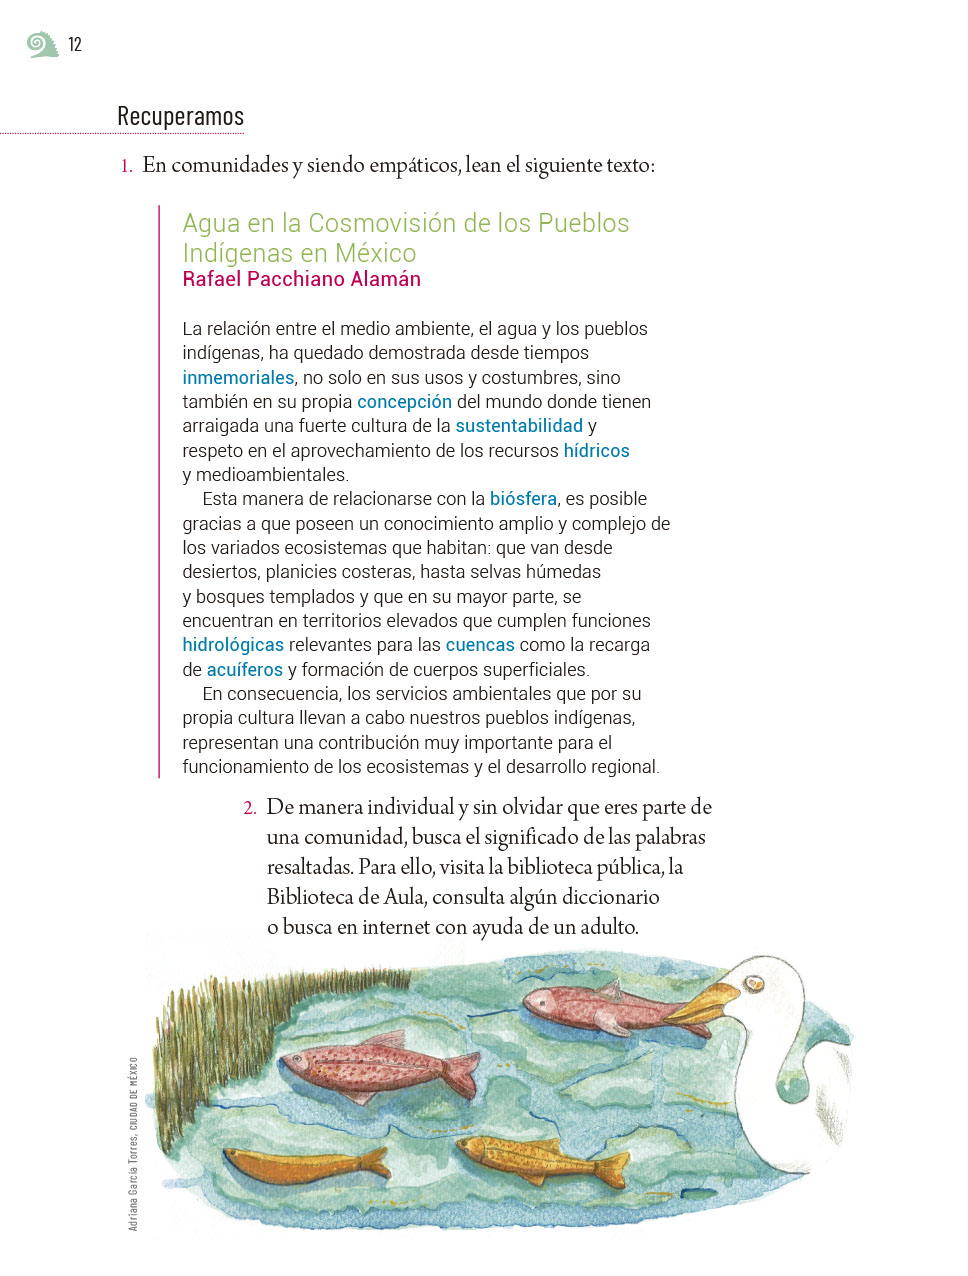 12
Recuperamos
1. En comunidades y siendo empáticos, lean el siguiente texto:
Agua en la Cosmovisión de los Pueblos
Indígenas en México
Rafael Pacchiano Alamán
La relación entre el medio ambiente, el agua y los pueblos
indígenas, ha quedado demostrada desde tiempos
inmemoriales, no solo en sus usos y costumbres, sino
también en su propia concepción del mundo donde tienen
arraigada una fuerte cultura de la sustentabilidad y
respeto en el aprovechamiento de los recursos hídricos
y medioambientales.
Esta manera de relacionarse con la biósfera, es posible
gracias a que poseen un conocimiento amplio y complejo de
los variados ecosistemas que habitan: que van desde
desiertos, planicies costeras, hasta selvas húmedas
y bosques templados y que en su mayor parte, se
encuentran en territorios elevados que cumplen funciones
hidrológicas relevantes para las cuencas como la recarga
de acuíferos y formación de cuerpos superficiales.
En consecuencia, los servicios ambientales que por su
propia cultura llevan a cabo nuestros pueblos indígenas,
representan una contribución muy importante para el
funcionamiento de los ecosistemas y el desarrollo regional.
2. De manera individual y sin olvidar que eres parte de
una comunidad, busca el significado de las palabras
resaltadas. Para ello, visita la biblioteca pública, la
Biblioteca de Aula, consulta algún diccionario
o busca en internet con ayuda de un adulto.
Adriana García Torres, CIUDAD DE MÉXICO